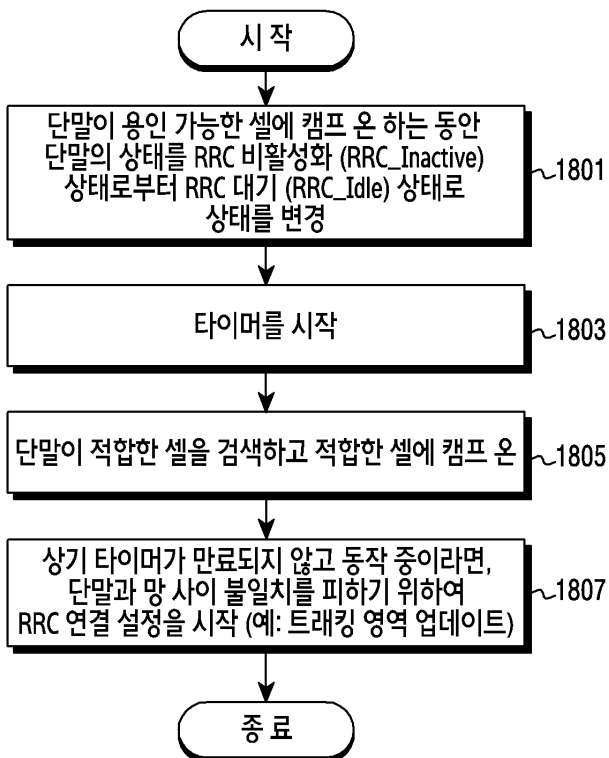 시 작
단말이 용인 가능한 셀에 캠프 온 하는 동안
단말의 상태를 RRC 비활성화 (RRC_Inactive)
상태로부터 RRC 대기 (RRC_Idle) 상태로
상태를 변경
1801
타이머를 시작
1803
단말이 적합한 셀을 검색하고 적합한 셀에 캠프 온
1805
상기 타이머가 만료되지 않고 동작 중이라면,
단말과 망 사이 불일치를 피하기 위하여
RRC 연결 설정을 시작 (예: 트래킹 영역 업데이트)
1807
종 료